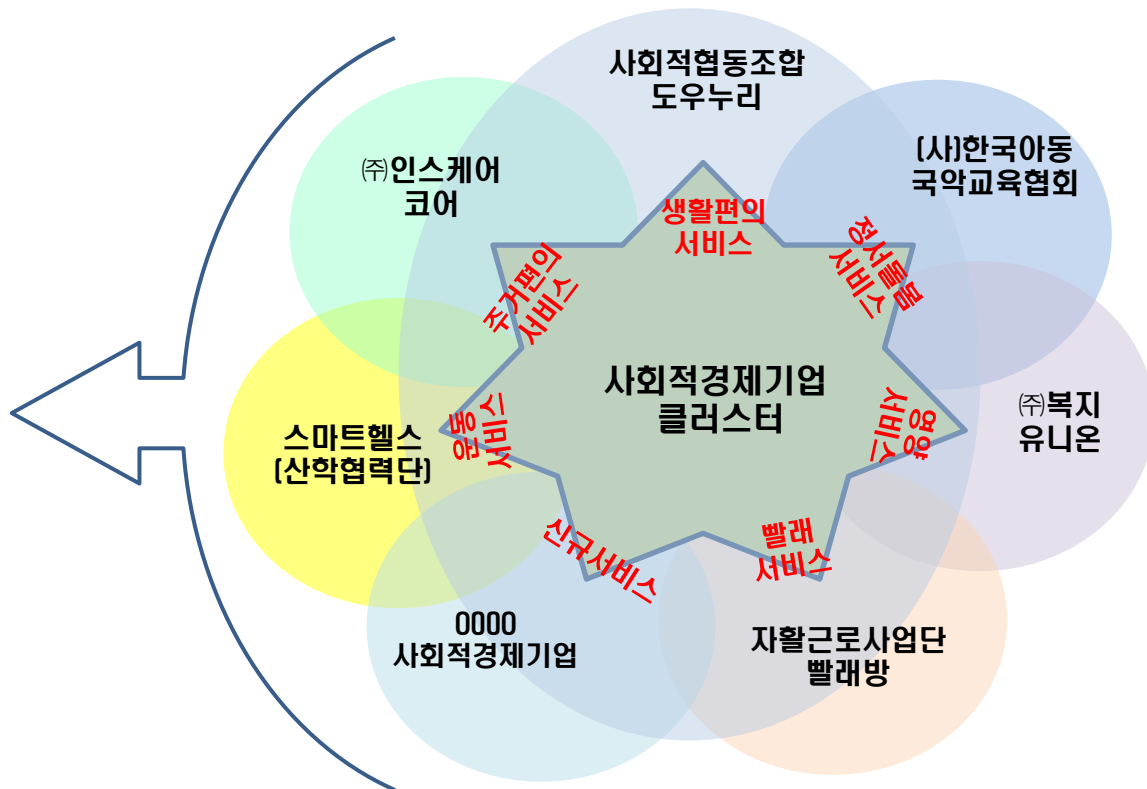 사회적협동조합
도우누리
(사)한국아동
국악교육협회
㈜인스케어
코어
생활편의
서비스
정서돌봄
서비스
주거편의
서비스
사회적경제기업
클러스터
㈜복지
유니온
영양
서비스
운동
서비스
스마트헬스
(산학협력단)
신규서비스
빨래
서비스
0000
사회적경제기업
자활근로사업단
빨래방